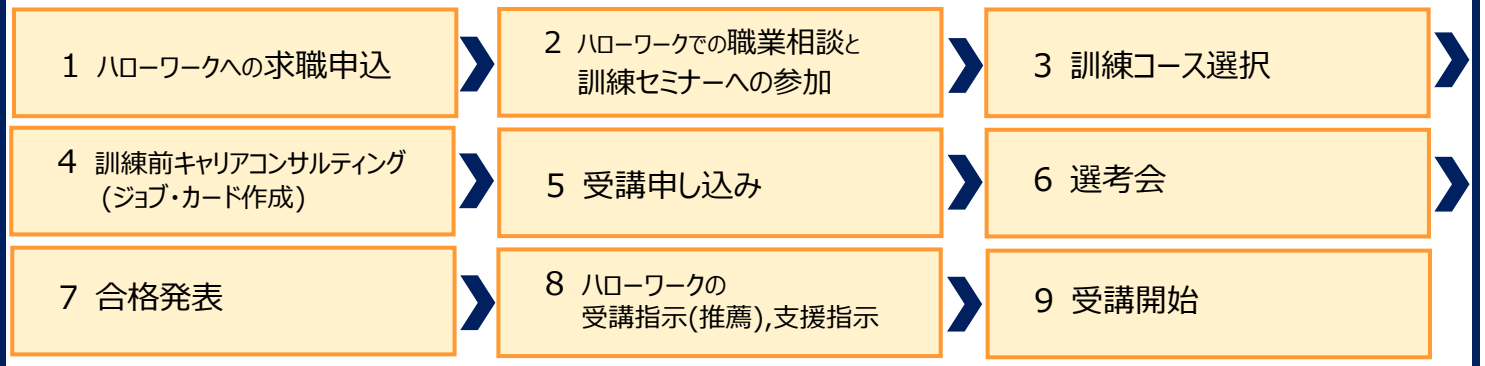 1 ハローワークへの求職申込
2 ハローワークでの職業相談と
訓練セミナーへの参加
3 訓練コース選択
4 訓練前キャリアコンサルティング
(ジョブ・カード作成)
5 受講申し込み
6 選考会
7 合格発表
8 ハローワークの
受講指示(推薦),支援指示
9 受講開始